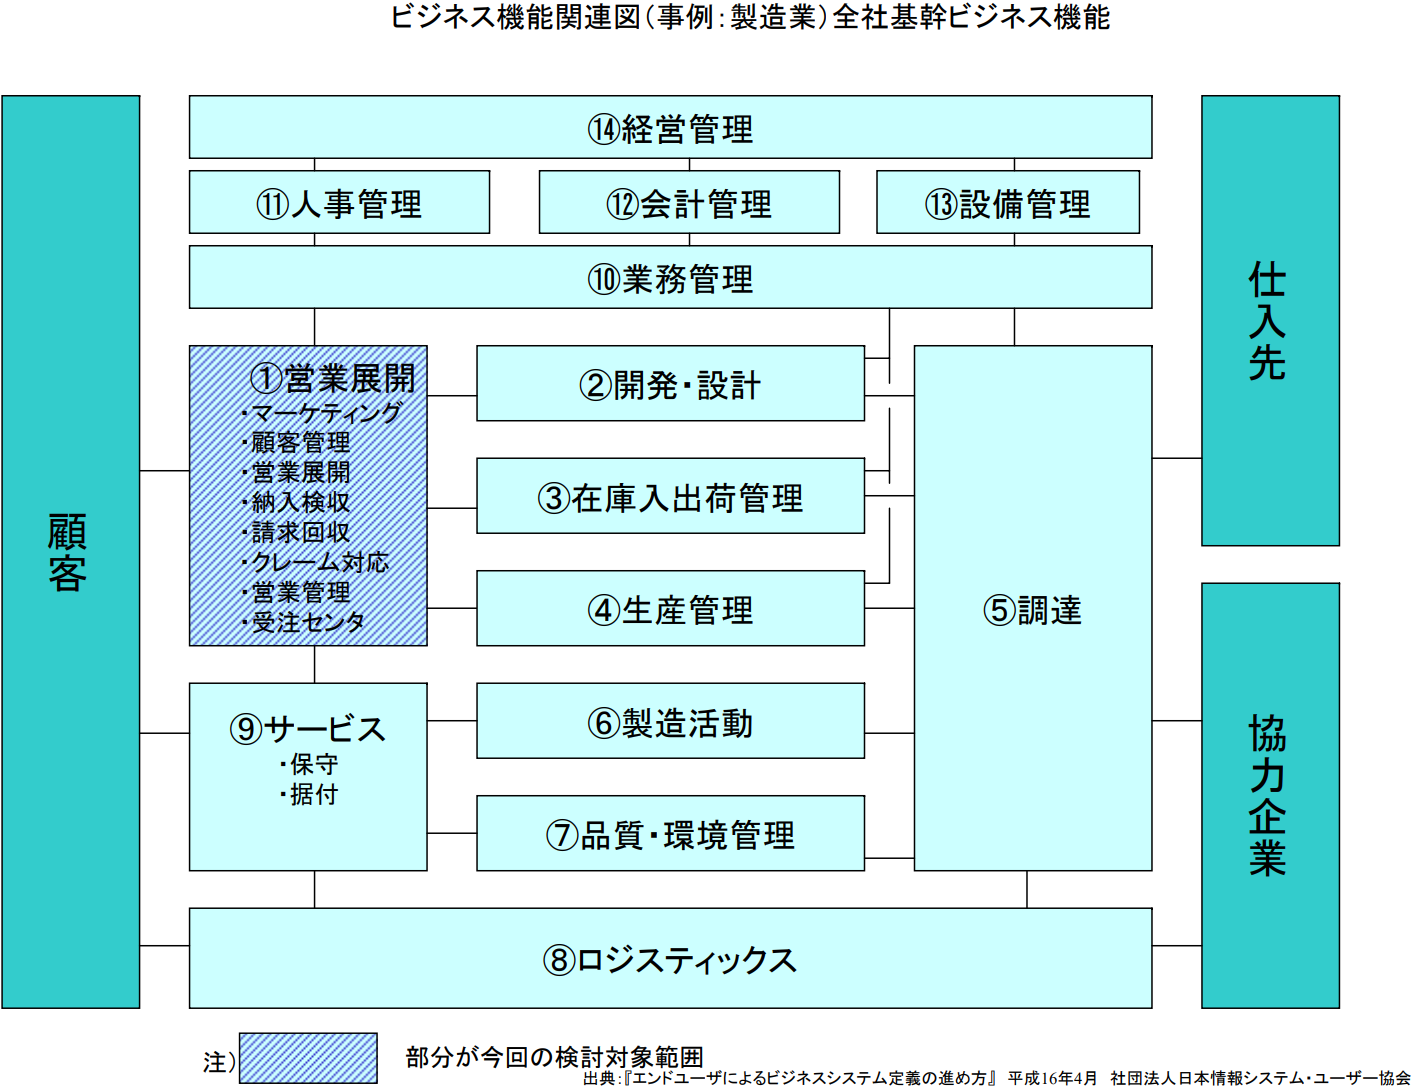 ビジネス機能関連図（事例：製造業）全社基幹ビジネス機能
⑭経営管理
⑪人事管理
⑫会計管理
⑬設備管理
⑩業務管理
顧客
仕入先
協力企業
①営業展開
・マーケティング
・顧客管理
・営業展開
・納入検収
・請求回収
・クレーム対応
・営業管理
・受注センタ
②開発・設計
③在庫入出荷管理
④生産管理
⑤調達
⑨サービス
・保守
・据付
⑥製造活動
⑦品質・環境管理
⑧ロジスティックス
注） 部分が今回の検討対象範囲
出典：『エンドユーザによるビジネスシステム定義の進め方』 平成16年4月 社団法人日本情報システム・ユーザー協会